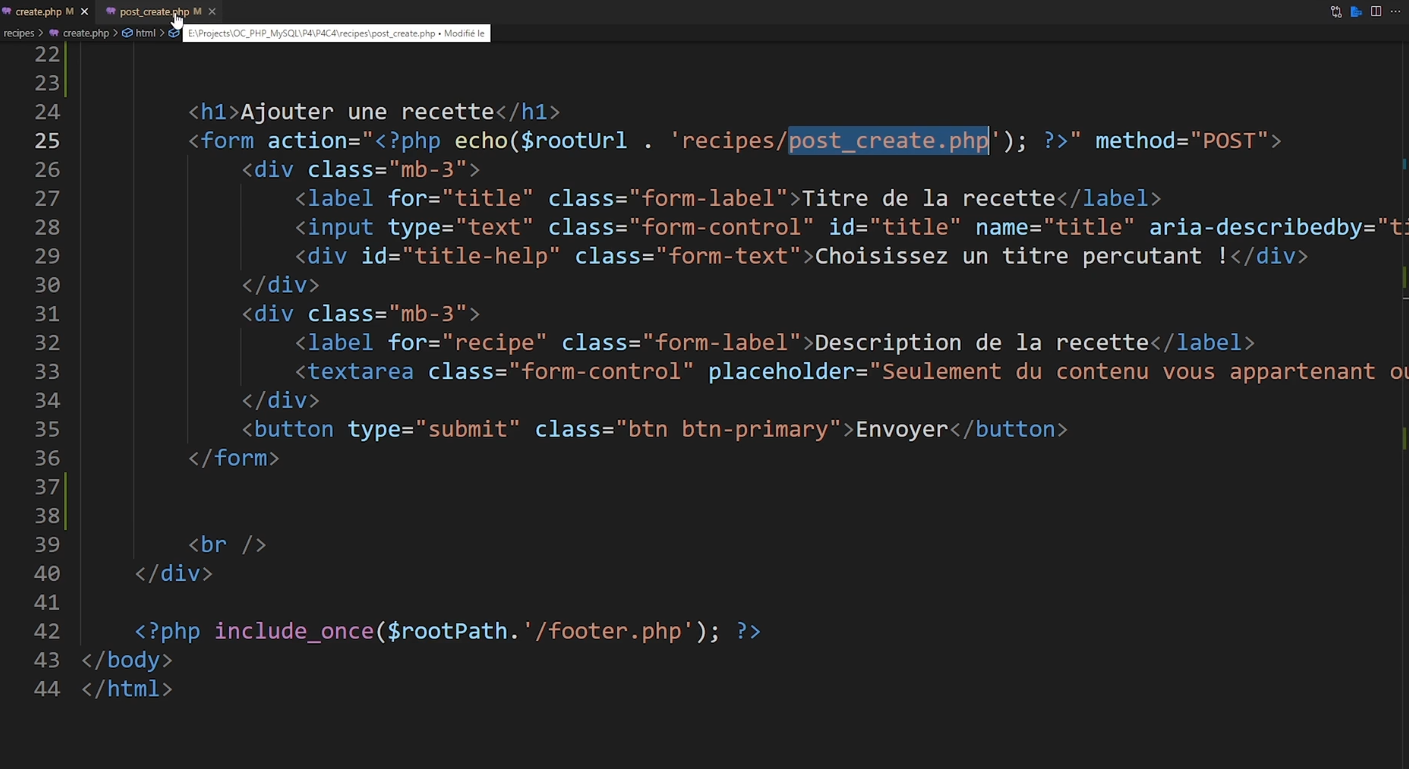 create.php M × post_create.php M ×
recipes > create.php > html >
E:\Projects\OC_PHP_MySQL\P4\P4C4\recipes\post_create.php • Modifié le
22
23
24 <h1>Ajouter une recette</h1>
25 <form action="<?php echo($rootUrl . 'recipes/post_create.php'); ?>" method="POST">
26 <div class="mb-3">
27 <label for="title" class="form-label">Titre de la recette</label>
28 <input type="text" class="form-control" id="title" name="title" aria-describedby="ti
29 <div id="title-help" class="form-text">Choisissez un titre percutant !</div>
30 </div>
31 <div class="mb-3">
32 <label for="recipe" class="form-label">Description de la recette</label>
33 <textarea class="form-control" placeholder="Seulement du contenu vous appartenant ou
34 </div>
35 <button type="submit" class="btn btn-primary">Envoyer</button>
36 </form>
37
38
39 <br />
40 </div>
41
42 <?php include_once($rootPath.'/footer.php'); ?>
43 </body>
44 </html>